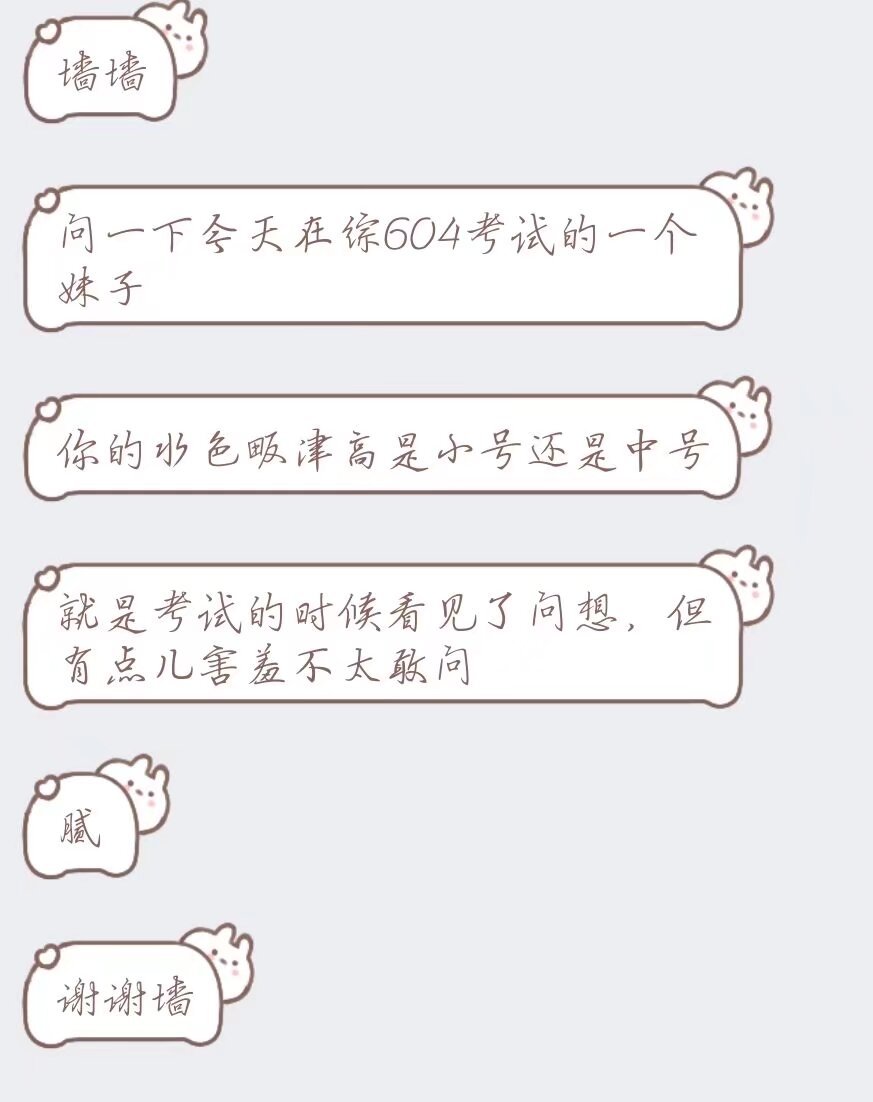 墙墙
问一下今天在综604考试的一个
妹子
你的水色畈津高是小号还是中号
就是考试的时候看见了问想，但
有点儿害羞不太敢问
腻
谢谢墙